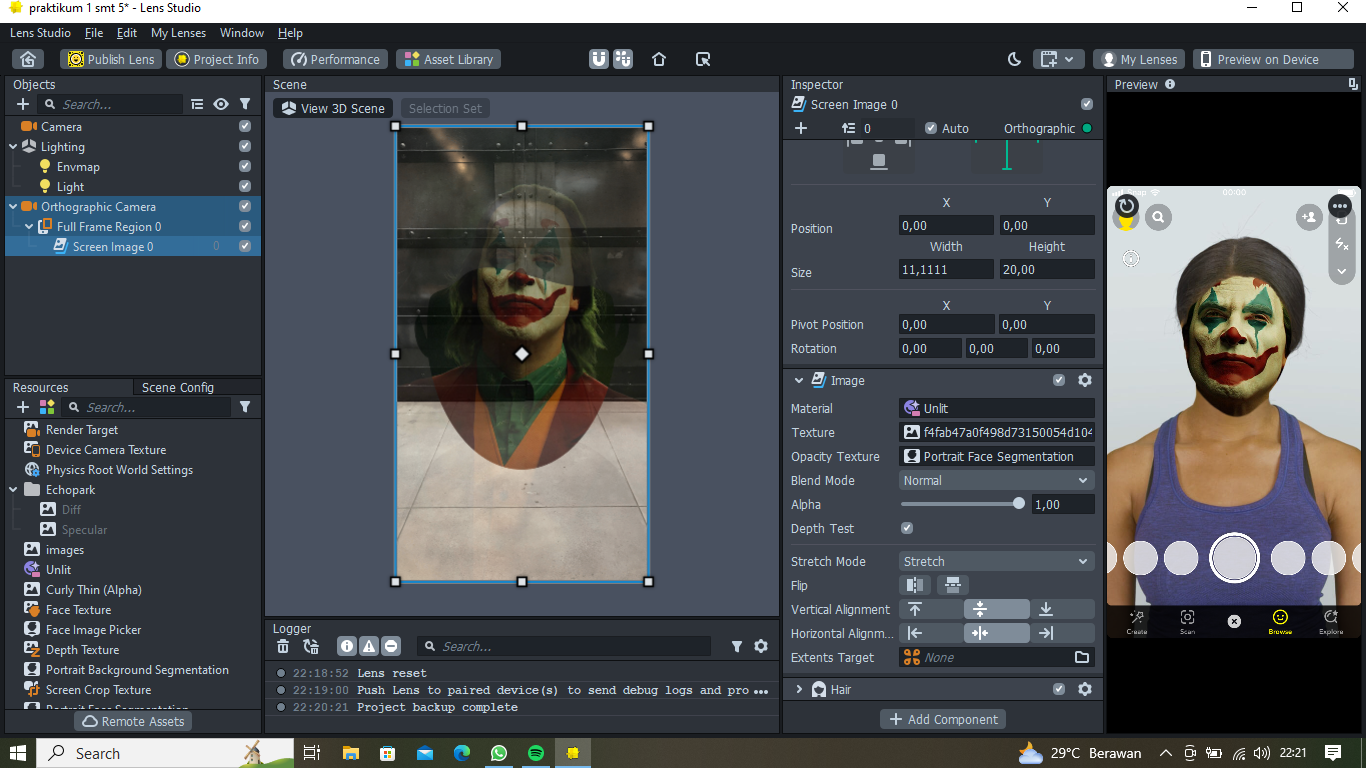 praktikum 1 smt 5* - Lens Studio
Lens Studio File Edit My Lenses Window Help
Publish Lens Project Info Performance Asset Library My Lenses Preview on Device
Objects
Search...
Camera
Lighting
Envmap
Light
Orthographic Camera
Full Frame Region 0
Screen Image 0 0
Resources Scene Config
Search...
Render Target
Device Camera Texture
Physics Root World Settings
Echopark
Diff
Specular
images
Unlit
Curly Thin (Alpha)
Face Texture
Face Image Picker
Depth Texture
Portrait Background Segmentation
Screen Crop Texture
Remote Assets
Scene
View 3D Scene Selection Set
Logger
Search...
22:18:52 Lens reset
22:19:00 Push Lens to paired device(s) to send debug logs and pro •••
22:20:21 Project backup complete
Inspector
Screen Image 0
0 Auto Orthographic
X Y
Position 0,00 0,00
Width Height
Size 11,1111 20,00
X Y
Pivot Position 0,00 0,00
Rotation 0,00 0,00 0,00
Image
Material Unlit
Texture f4fab47a0f498d73150054d104
Opacity Texture Portrait Face Segmentation
Blend Mode Normal
Alpha 1,00
Depth Test
Stretch Mode Stretch
Flip
Vertical Alignment
Horizontal Alignm...
Extents Target None
Hair
Add Component
Preview
00:00
Create Scan Browse Explore
Search
29°C Berawan 22:21